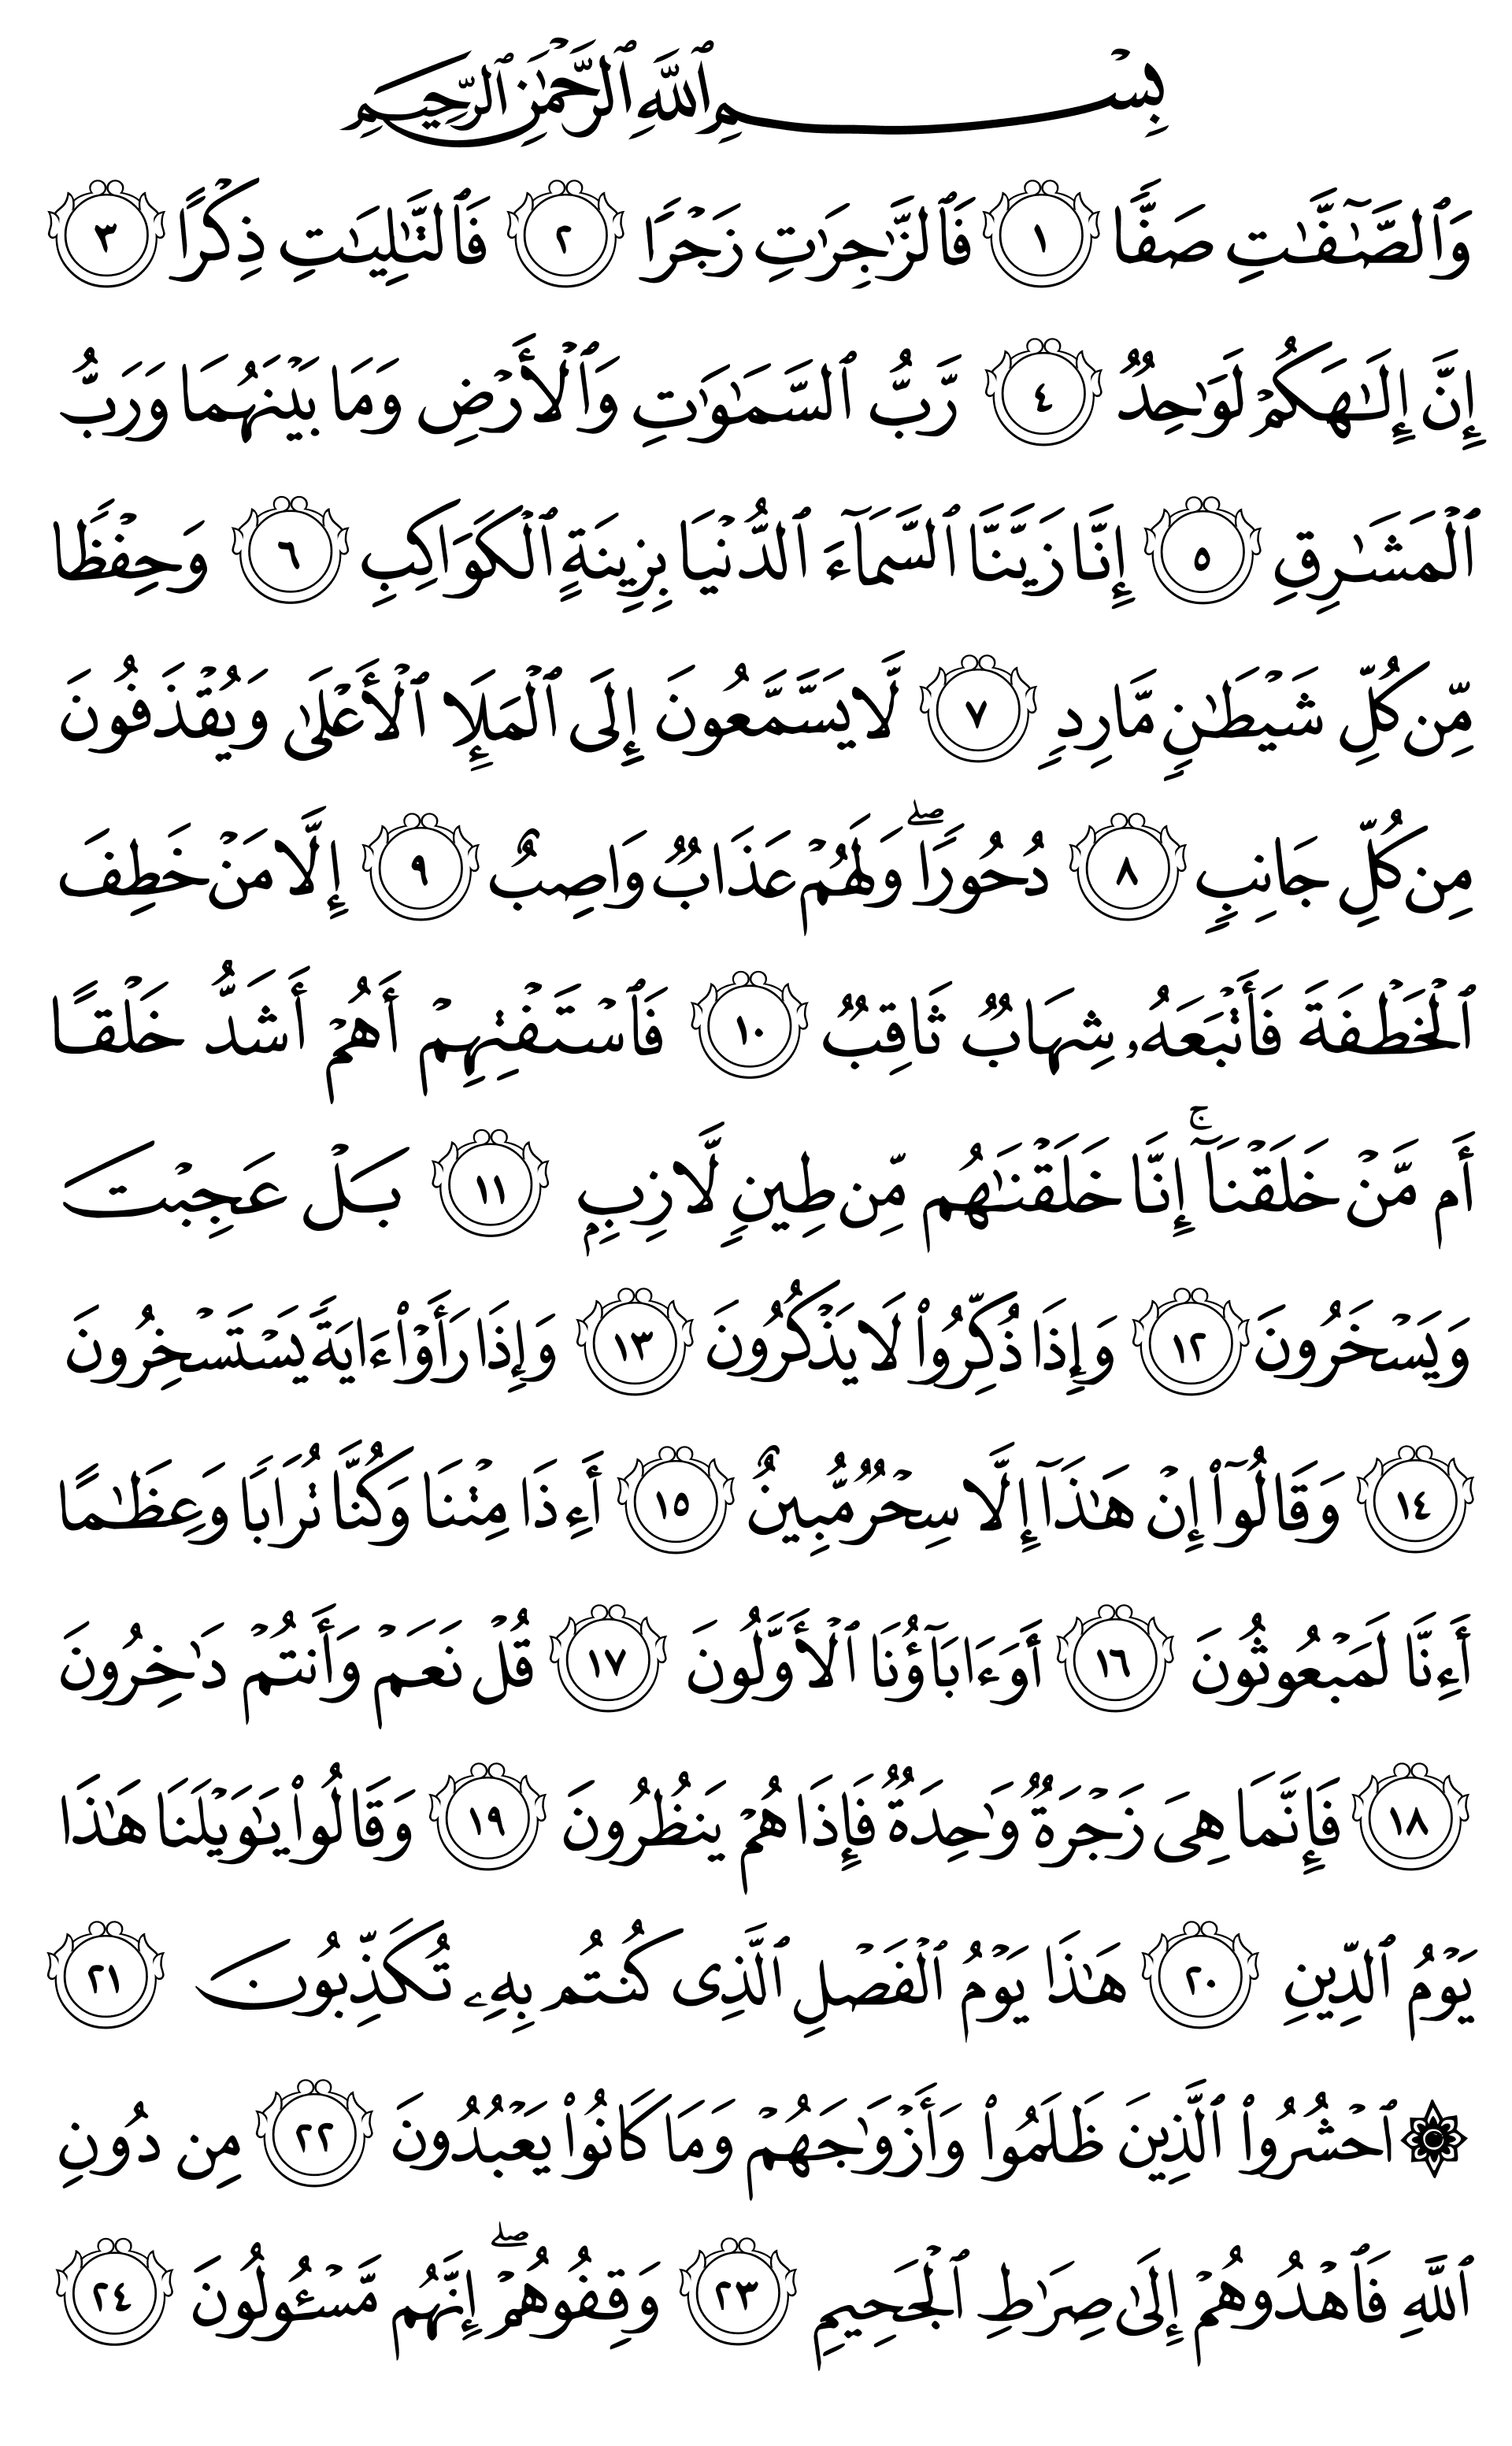 بِسۡمِ ٱللَّهِ ٱلرَّحۡمَٰنِ ٱلرَّحِيمِ
وَٱلصَّٰٓفَّٰتِ صَفّٗا ١ فَٱلزَّٰجِرَٰتِ زَجۡرٗا ٢ فَٱلتَّٰلِيَٰتِ ذِكۡرًا ٣
إِنَّ إِلَٰهَكُمۡ لَوَٰحِدٞ ٤ رَّبُّ ٱلسَّمَٰوَٰتِ وَٱلۡأَرۡضِ وَمَا بَيۡنَهُمَا وَرَبُّ
ٱلۡمَشَٰرِقِ ٥ إِنَّا زَيَّنَّا ٱلسَّمَآءَ ٱلدُّنۡيَا بِزِينَةٍ ٱلۡكَوَاكِبِ ٦ وَحِفۡظٗا
مِّن كُلِّ شَيۡطَٰنٖ مَّارِدٖ ٧ لَّا يَسَّمَّعُونَ إِلَى ٱلۡمَلَإِ ٱلۡأَعۡلَىٰ وَيُقۡذَفُونَ
مِن كُلِّ جَانِبٖ ٨ دُحُورٗاۖ وَلَهُمۡ عَذَابٞ وَاصِبٌ ٩ إِلَّا مَنۡ خَطِفَ
ٱلۡخَطۡفَةَ فَأَتۡبَعَهُۥ شِهَابٞ ثَاقِبٞ ١٠ فَٱسۡتَفۡتِهِمۡ أَهُمۡ أَشَدُّ خَلۡقًا
أَم مَّنۡ خَلَقۡنَآۚ إِنَّا خَلَقۡنَٰهُم مِّن طِينٖ لَّازِبِۭ ١١ بَلۡ عَجِبۡتَ
وَيَسۡخَرُونَ ١٢ وَإِذَا ذُكِّرُواْ لَا يَذۡكُرُونَ ١٣ وَإِذَا رَأَوۡاْ ءَايَةٗ يَسۡتَسۡخِرُونَ
١٤ وَقَالُوٓاْ إِنۡ هَٰذَآ إِلَّا سِحۡرٞ مُّبِينٌ ١٥ أَءِذَا مِتۡنَا وَكُنَّا تُرَابٗا وَعِظَٰمًا
أَءِنَّا لَمَبۡعُوثُونَ ١٦ أَوَءَابَآؤُنَا ٱلۡأَوَّلُونَ ١٧ قُلۡ نَعَمۡ وَأَنتُمۡ دَٰخِرُونَ
١٨ فَإِنَّمَا هِيَ زَجۡرَةٞ وَٰحِدَةٞ فَإِذَا هُمۡ يَنظُرُونَ ١٩ وَقَالُواْ يَٰوَيۡلَنَا هَٰذَا
يَوۡمُ ٱلدِّينِ ٢٠ هَٰذَا يَوۡمُ ٱلۡفَصۡلِ ٱلَّذِي كُنتُم بِهِۦ تُكَذِّبُونَ ٢١
۞ ٱحۡشُرُواْ ٱلَّذِينَ ظَلَمُواْ وَأَزۡوَٰجَهُمۡ وَمَا كَانُواْ يَعۡبُدُونَ ٢٢ مِن دُونِ
ٱللَّهِ فَٱهۡدُوهُمۡ إِلَىٰ صِرَٰطِ ٱلۡجَحِيمِ ٢٣ وَقِفُوهُمۡۖ إِنَّهُم مَّسۡـُٔولُونَ ٢٤